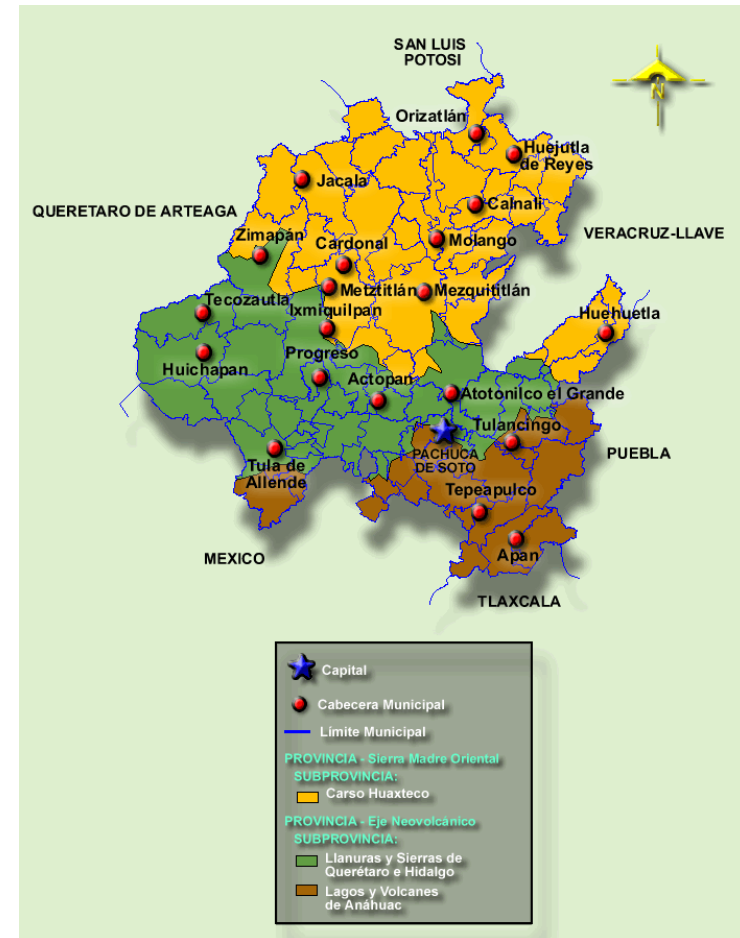 SAN LUIS
POTOSI
N
Orizatlán
Huejutla
de Reyes
Jacala
Calnali
QUERETARO DE ARTEAGA
Zimapán
Cardonal
Molango
VERACRUZ-LLAVE
Metztitlán
Mezquititlán
Tecozautla
Ixmiquilpan
Huehuetla
Progreso
Huichapan
Actopan
Atotonilco el Grande
Tulancingo
PACHUCA
DE SOTO
PUEBLA
Tula de
Allende
Tepeapulco
MEXICO
Apan
TLAXCALA
Capital
Cabecera Municipal
Límite Municipal
PROVINCIA - Sierra Madre Oriental
SUBPROVINCIA:
Carso Huaxteco
PROVINCIA - Eje Neovolcánico
SUBPROVINCIA:
Llanuras y Sierras de
Querétaro e Hidalgo
Lagos y Volcanes
de Anáhuac